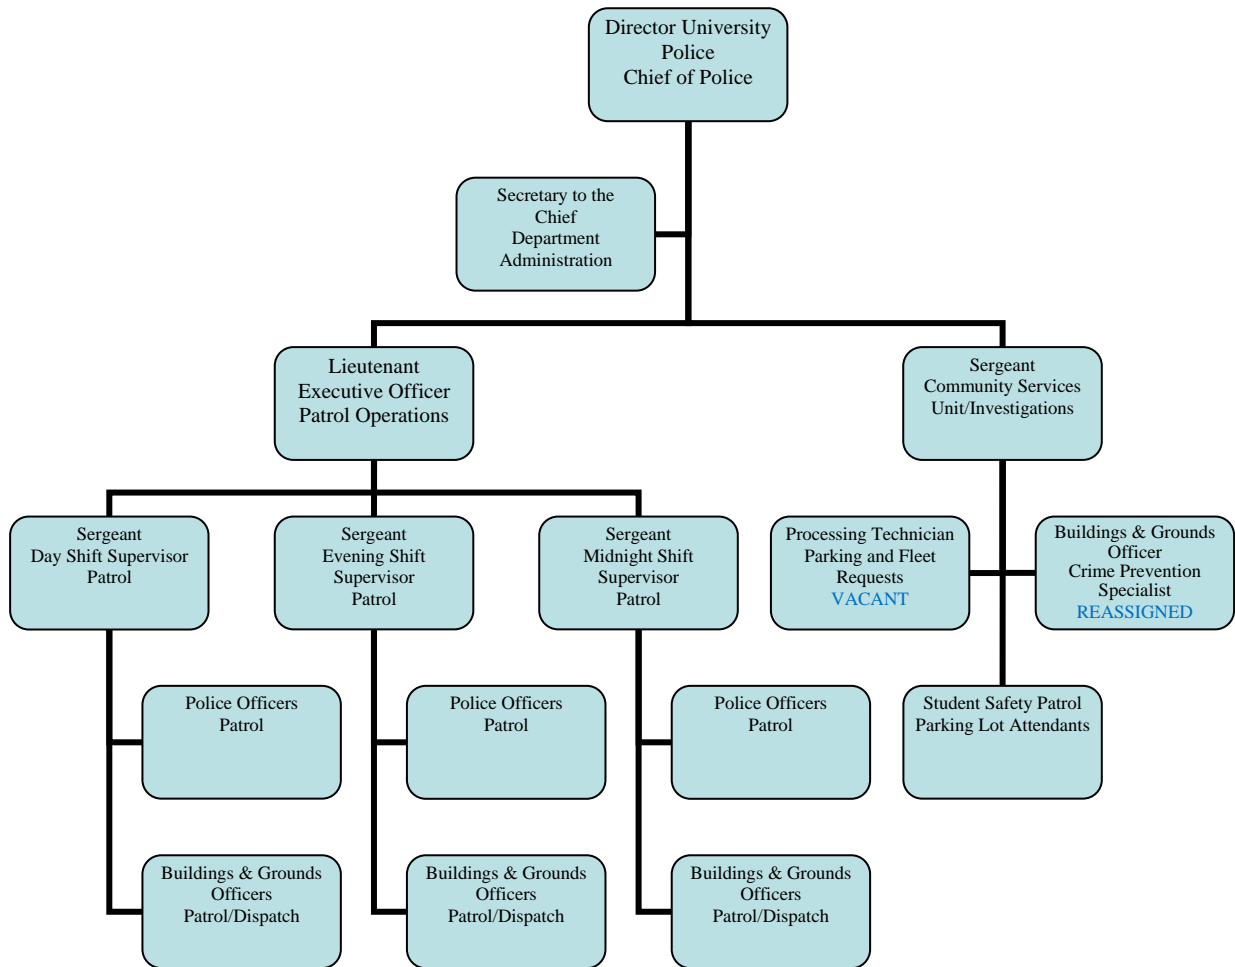 Director University
Police
Chief of Police
Secretary to the
Chief
Department
Administration
Lieutenant
Executive Officer
Patrol Operations
Sergeant
Community Services
Unit/Investigations
Sergeant
Day Shift Supervisor
Patrol
Sergeant
Evening Shift
Supervisor
Patrol
Sergeant
Midnight Shift
Supervisor
Patrol
Processing Technician
Parking and Fleet
Requests
VACANT
Buildings & Grounds
Officer
Crime Prevention
Specialist
REASSIGNED
Police Officers
Patrol
Police Officers
Patrol
Police Officers
Patrol
Student Safety Patrol
Parking Lot Attendants
Buildings & Grounds
Officers
Patrol/Dispatch
Buildings & Grounds
Officers
Patrol/Dispatch
Buildings & Grounds
Officers
Patrol/Dispatch